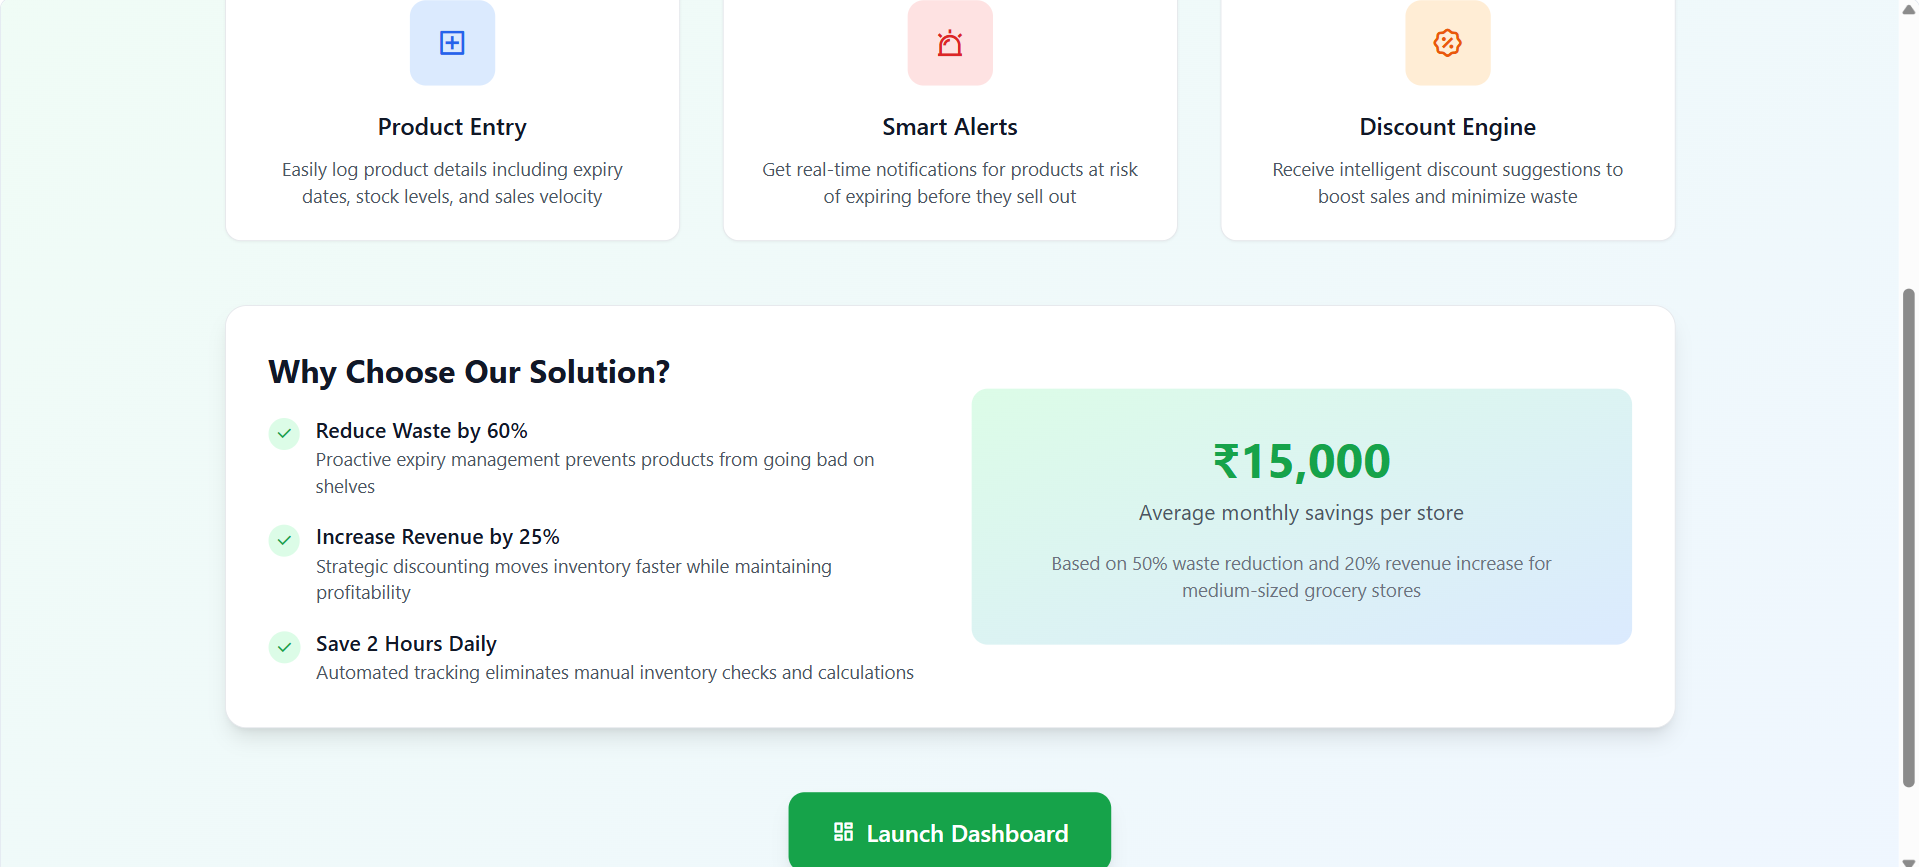 Product Entry
Easily log product details including expiry
dates, stock levels, and sales velocity
Smart Alerts
Get real-time notifications for products at risk
of expiring before they sell out
Discount Engine
Receive intelligent discount suggestions to
boost sales and minimize waste
Why Choose Our Solution?
Reduce Waste by 60%
Proactive expiry management prevents products from going bad on
shelves
Increase Revenue by 25%
Strategic discounting moves inventory faster while maintaining
profitability
Save 2 Hours Daily
Automated tracking eliminates manual inventory checks and calculations
₹15,000
Average monthly savings per store
Based on 50% waste reduction and 20% revenue increase for
medium-sized grocery stores
Launch Dashboard